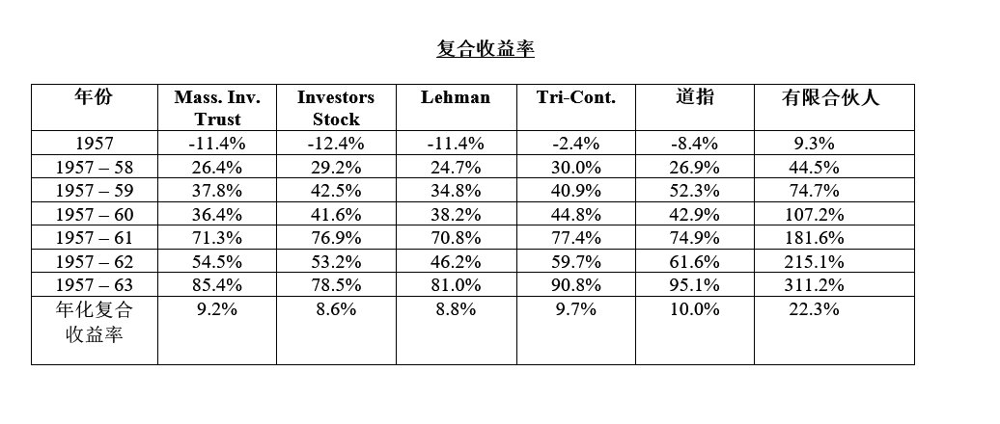 复合收益率
年份 Mass. Inv. Trust Investors Stock Lehman Tri-Cont. 道指 有限合伙人
1957 -11.4% -12.4% -11.4% -2.4% -8.4% 9.3%
1957 – 58 26.4% 29.2% 24.7% 30.0% 26.9% 44.5%
1957 – 59 37.8% 42.5% 34.8% 40.9% 52.3% 74.7%
1957 – 60 36.4% 41.6% 38.2% 44.8% 42.9% 107.2%
1957 – 61 71.3% 76.9% 70.8% 77.4% 74.9% 181.6%
1957 – 62 54.5% 53.2% 46.2% 59.7% 61.6% 215.1%
1957 – 63 85.4% 78.5% 81.0% 90.8% 95.1% 311.2%
年化复合收益率 9.2% 8.6% 8.8% 9.7% 10.0% 22.3%